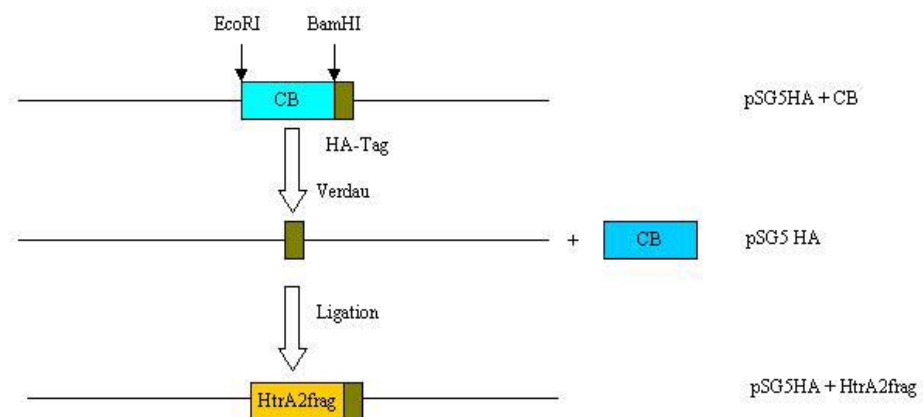 EcoRI BamHI
CB pSG5HA + CB
HA-Tag
Verdau
+ CB pSG5 HA
Ligation
HtrA2frag pSG5HA + HtrA2frag